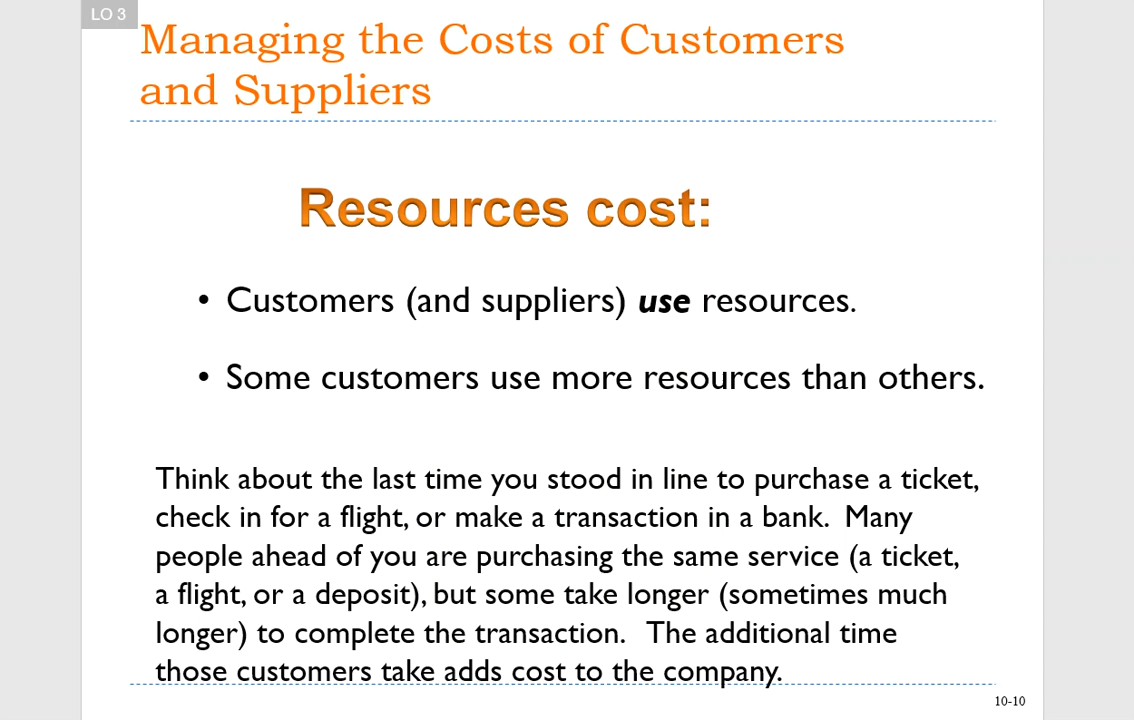 LO 3
Managing the Costs of Customers
and Suppliers
Resources cost:
• Customers (and suppliers) use resources.
• Some customers use more resources than others.
Think about the last time you stood in line to purchase a ticket,
check in for a flight, or make a transaction in a bank.  Many
people ahead of you are purchasing the same service (a ticket,
a flight, or a deposit), but some take longer (sometimes much
longer) to complete the transaction.   The additional time
those customers take adds cost to the company.
10-10